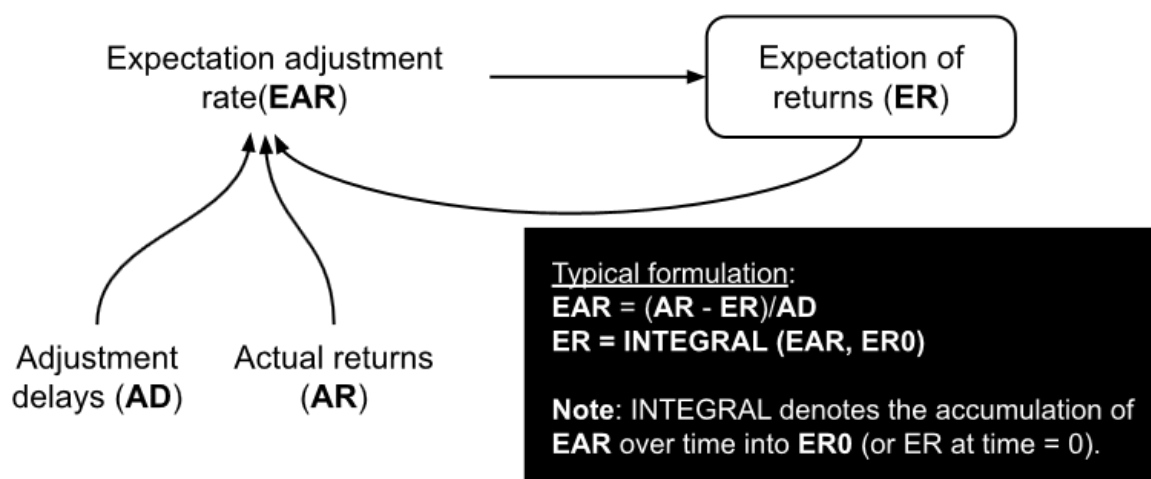 Expectation adjustment
rate(EAR)
Expectation of
returns (ER)
Adjustment
delays (AD)
Actual returns
(AR)
Typical formulation:
EAR = (AR - ER)/AD
ER = INTEGRAL (EAR, ER0)
Note: INTEGRAL denotes the accumulation of
EAR over time into ER0 (or ER at time = 0).